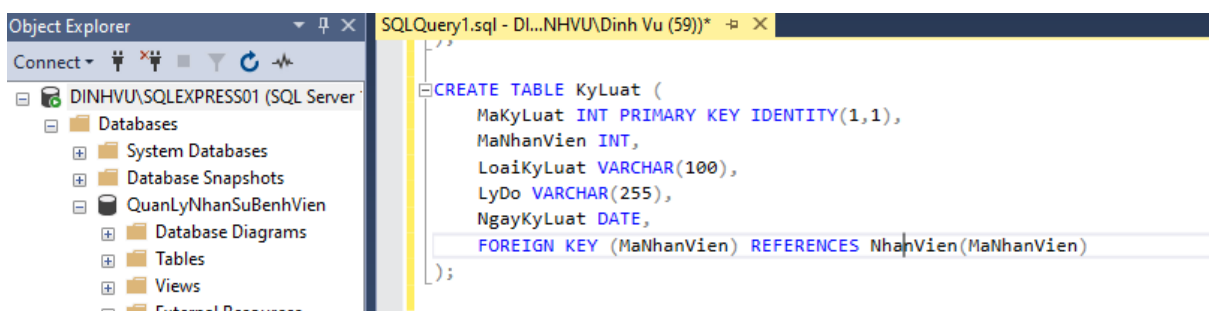 Object Explorer
Connect
DINHVU\SQLEXPRESS01 (SQL Server
Databases
System Databases
Database Snapshots
QuanLyNhanSuBenhVien
Database Diagrams
Tables
Views
External Resources
SQLQuery1.sql - DI...NHVU\Dinh Vu (59))*
);
CREATE TABLE KyLuat (
MaKyLuat INT PRIMARY KEY IDENTITY(1,1),
MaNhanVien INT,
LoaiKyLuat VARCHAR(100),
LyDo VARCHAR(255),
NgayKyLuat DATE,
FOREIGN KEY (MaNhanVien) REFERENCES NhanVien(MaNhanVien)
);